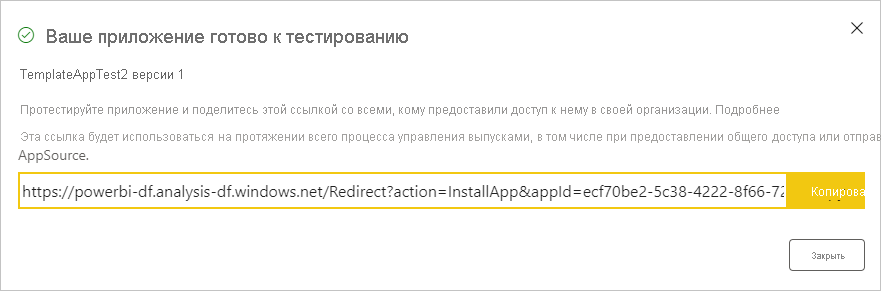 Ваше приложение готово к тестированию
TemplateAppTest2 версии 1
Протестируйте приложение и поделитесь этой ссылкой со всеми, кому предоставили доступ к нему в своей организации. Подробнее
Эта ссылка будет использоваться на протяжении всего процесса управления выпусками, в том числе при предоставлении общего доступа или отправ
AppSource.
https://powerbi-df.analysis-df.windows.net/Redirect?action=InstallApp&appId=ecf70be2-5c38-4222-8f66-72 Копирова
Закрыть